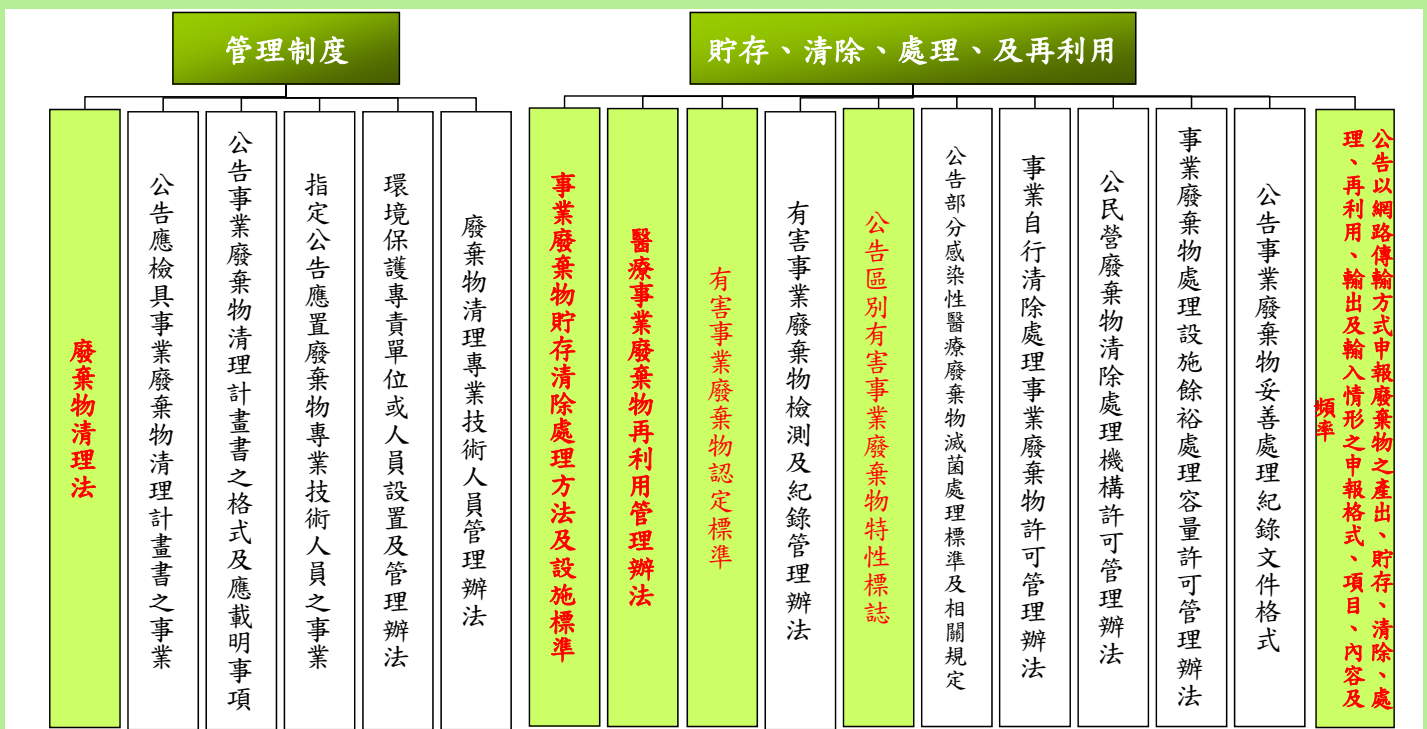 管理制度
廢棄物清理法
公告應檢具事業廢棄物清理計畫書之事業
公告事業廢棄物清理計畫書之格式及應載明事項
指定公告應置廢棄物專業技術人員之事業
環境保護專責單位或人員設置及管理辦法
廢棄物清理專業技術人員管理辦法
貯存、清除、處理、及再利用
事業廢棄物貯存清除處理方法及設施標準
醫療事業廢棄物再利用管理辦法
有害事業廢棄物認定標準
有害事業廢棄物檢測及紀錄管理辦法
公告區別有害事業廢棄物特性標誌
公告部分感染性醫療廢棄物滅菌處理標準及相關規定
事業自行清除處理事業廢棄物許可管理辦法
公民營廢棄物清除處理機構許可管理辦法
事業廢棄物處理設施餘裕處理容量許可管理辦法
公告事業廢棄物妥善處理紀錄文件格式
公告以網路傳輸方式申報廢棄物之產出、貯存、清除、處
理、再利用、輸出及輸入情形之申報格式、項目、內容及
頻率